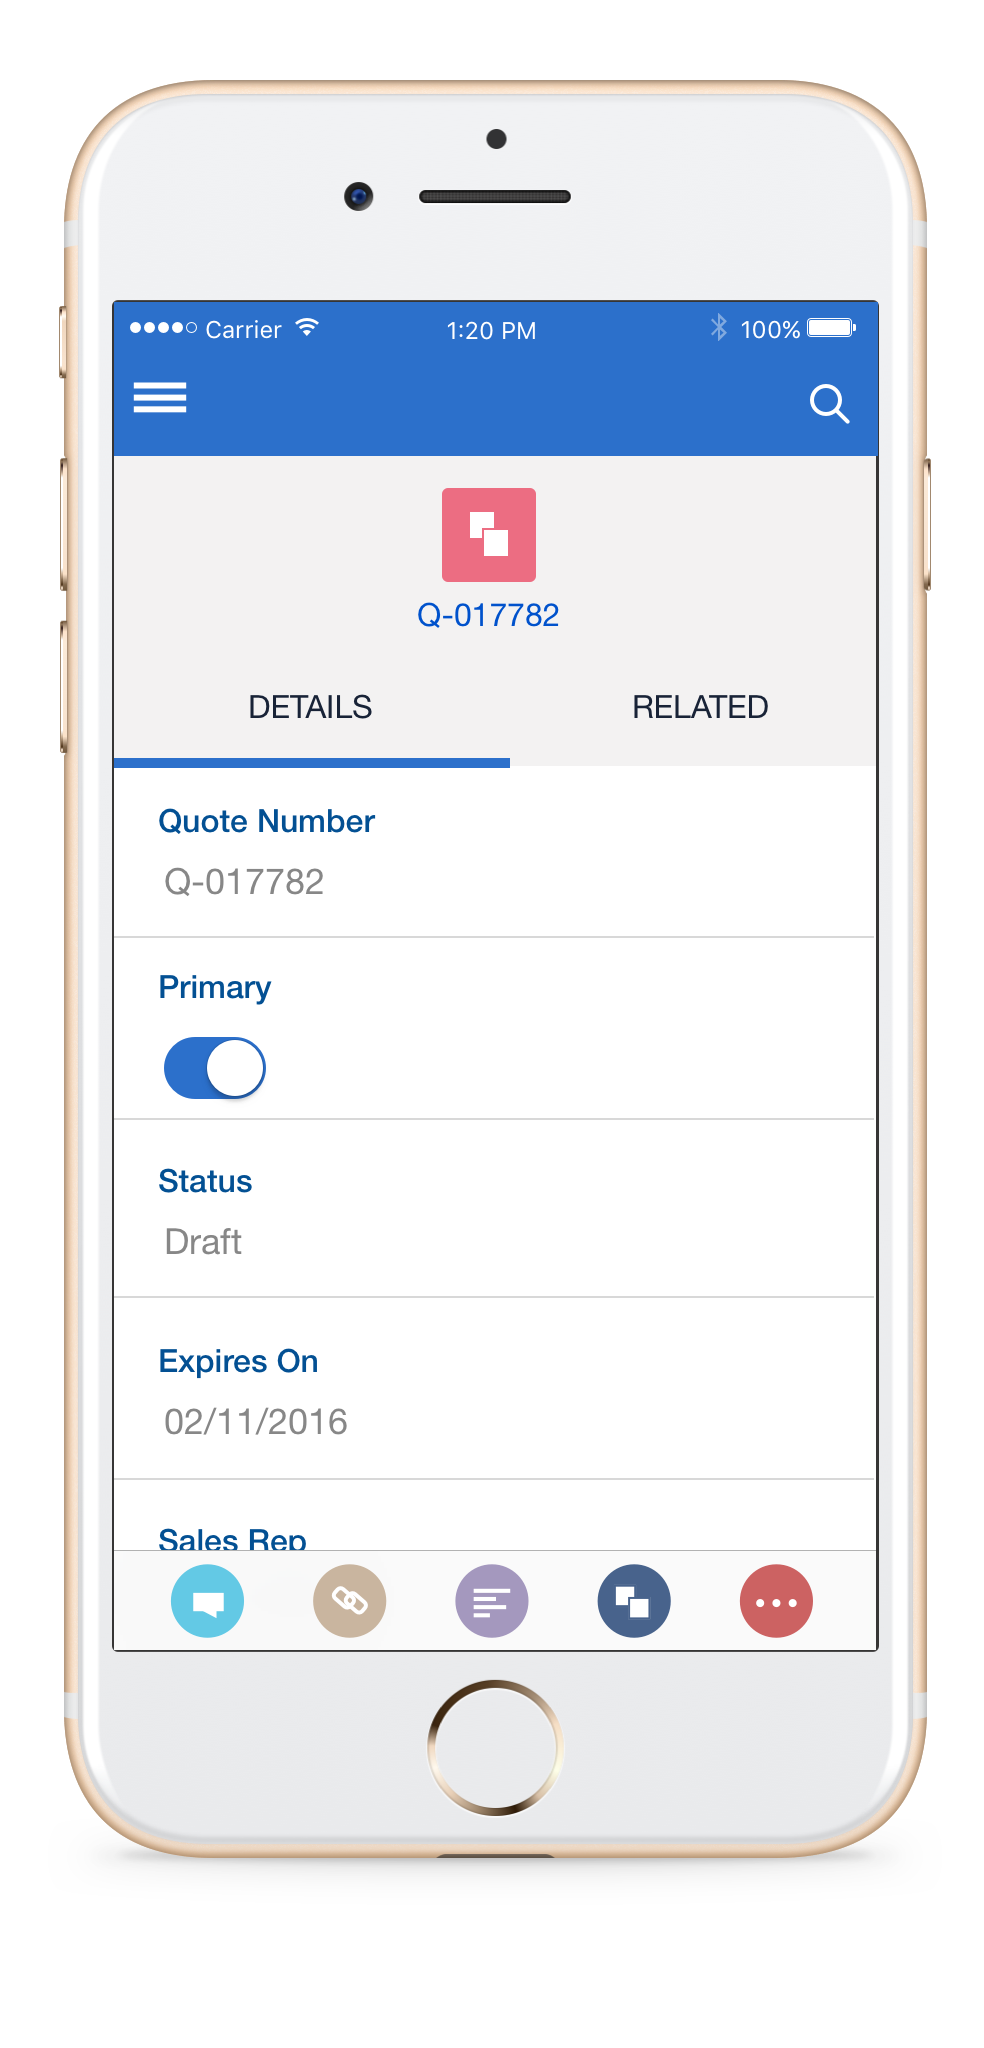 Carrier 1:20 PM 100%
Q-017782
DETAILS RELATED
Quote Number
Q-017782
Primary
Status
Draft
Expires On
02/11/2016
Sales Rep